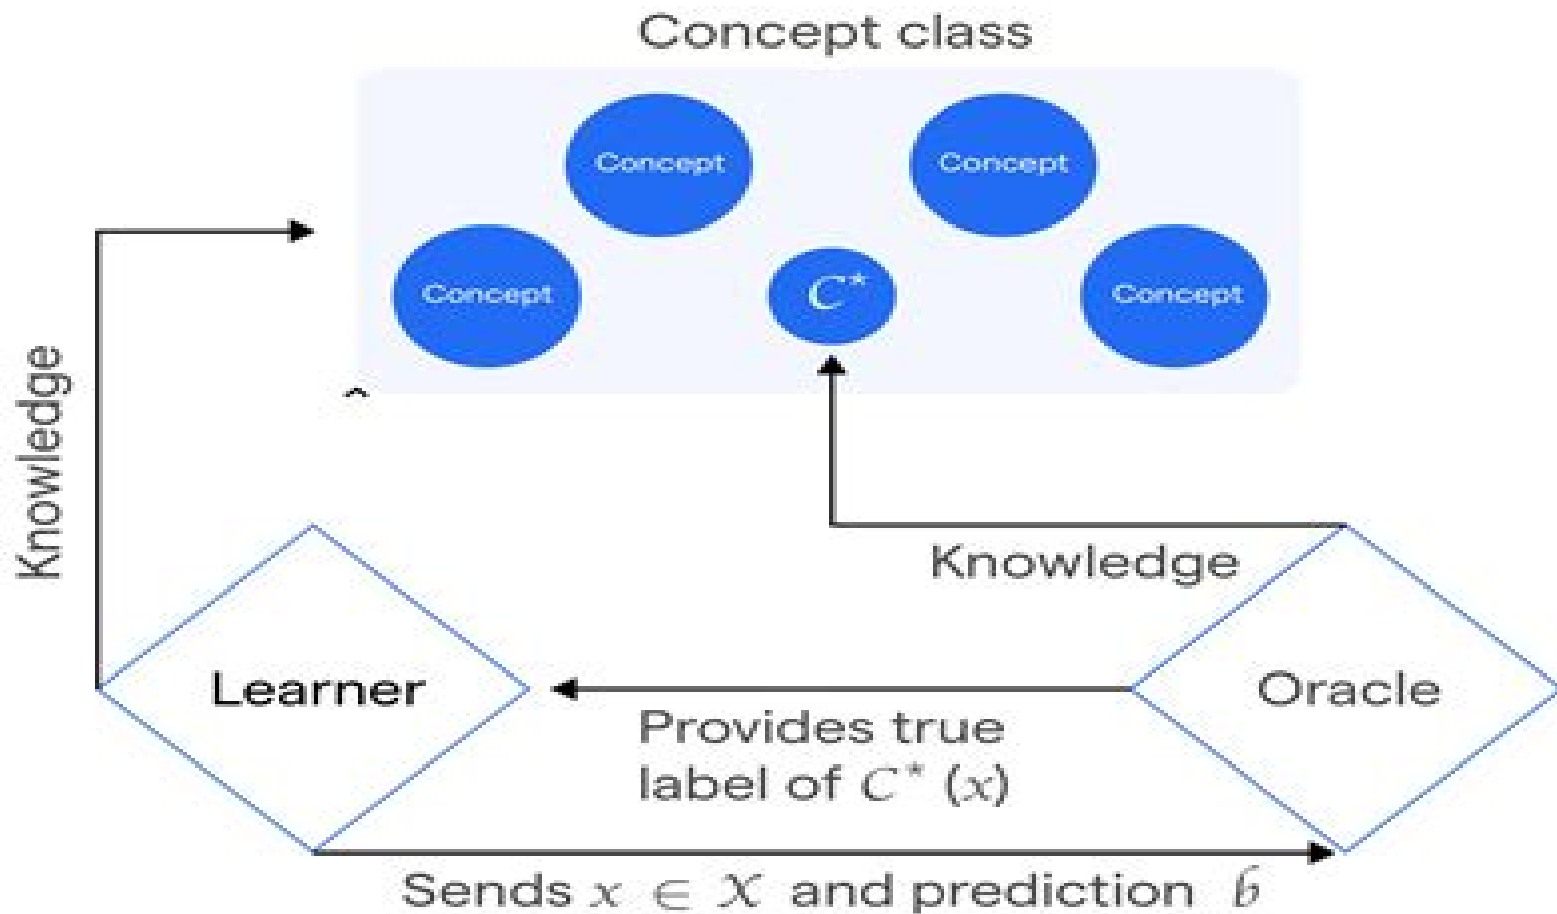 Concept class
Concept
Concept
Concept
C*
Concept
Knowledge
Knowledge
Learner
Oracle
Provides true
label of C* (x)
Sends x ∈ X and prediction b̂